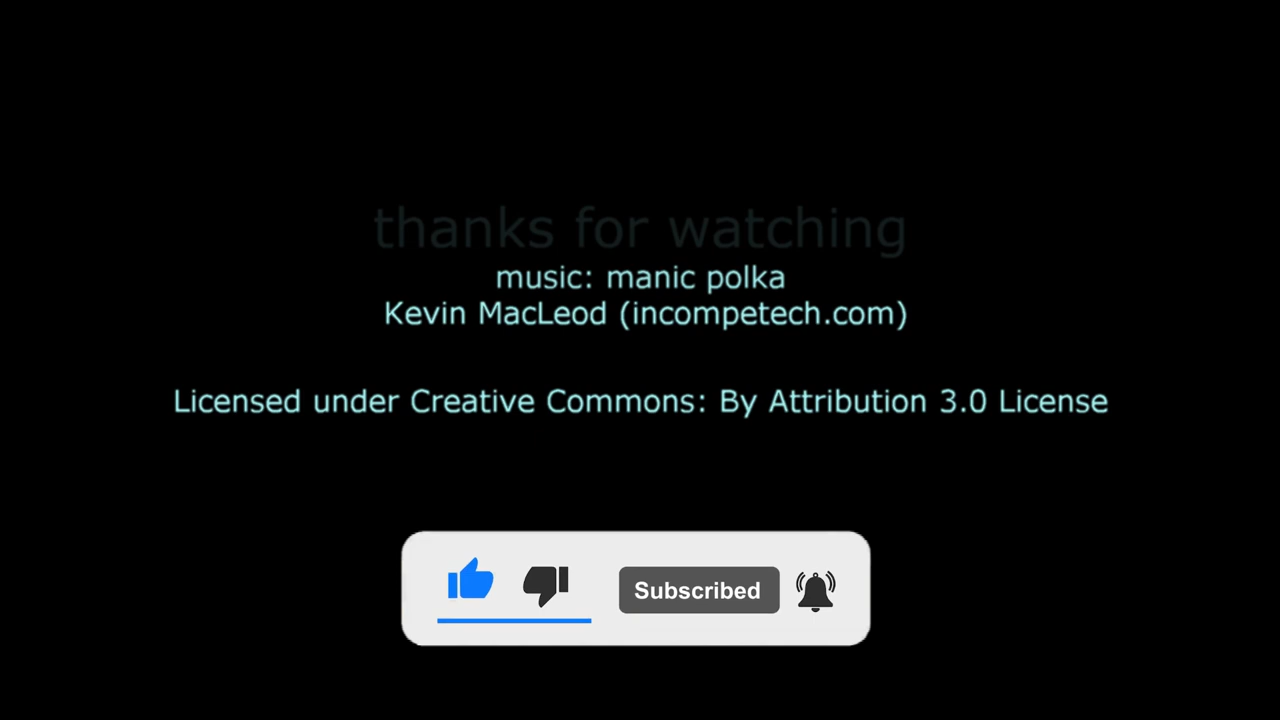 thanks for watching
music: manic polka
Kevin MacLeod (incompetech.com)
Licensed under Creative Commons: By Attribution 3.0 License
Subscribed